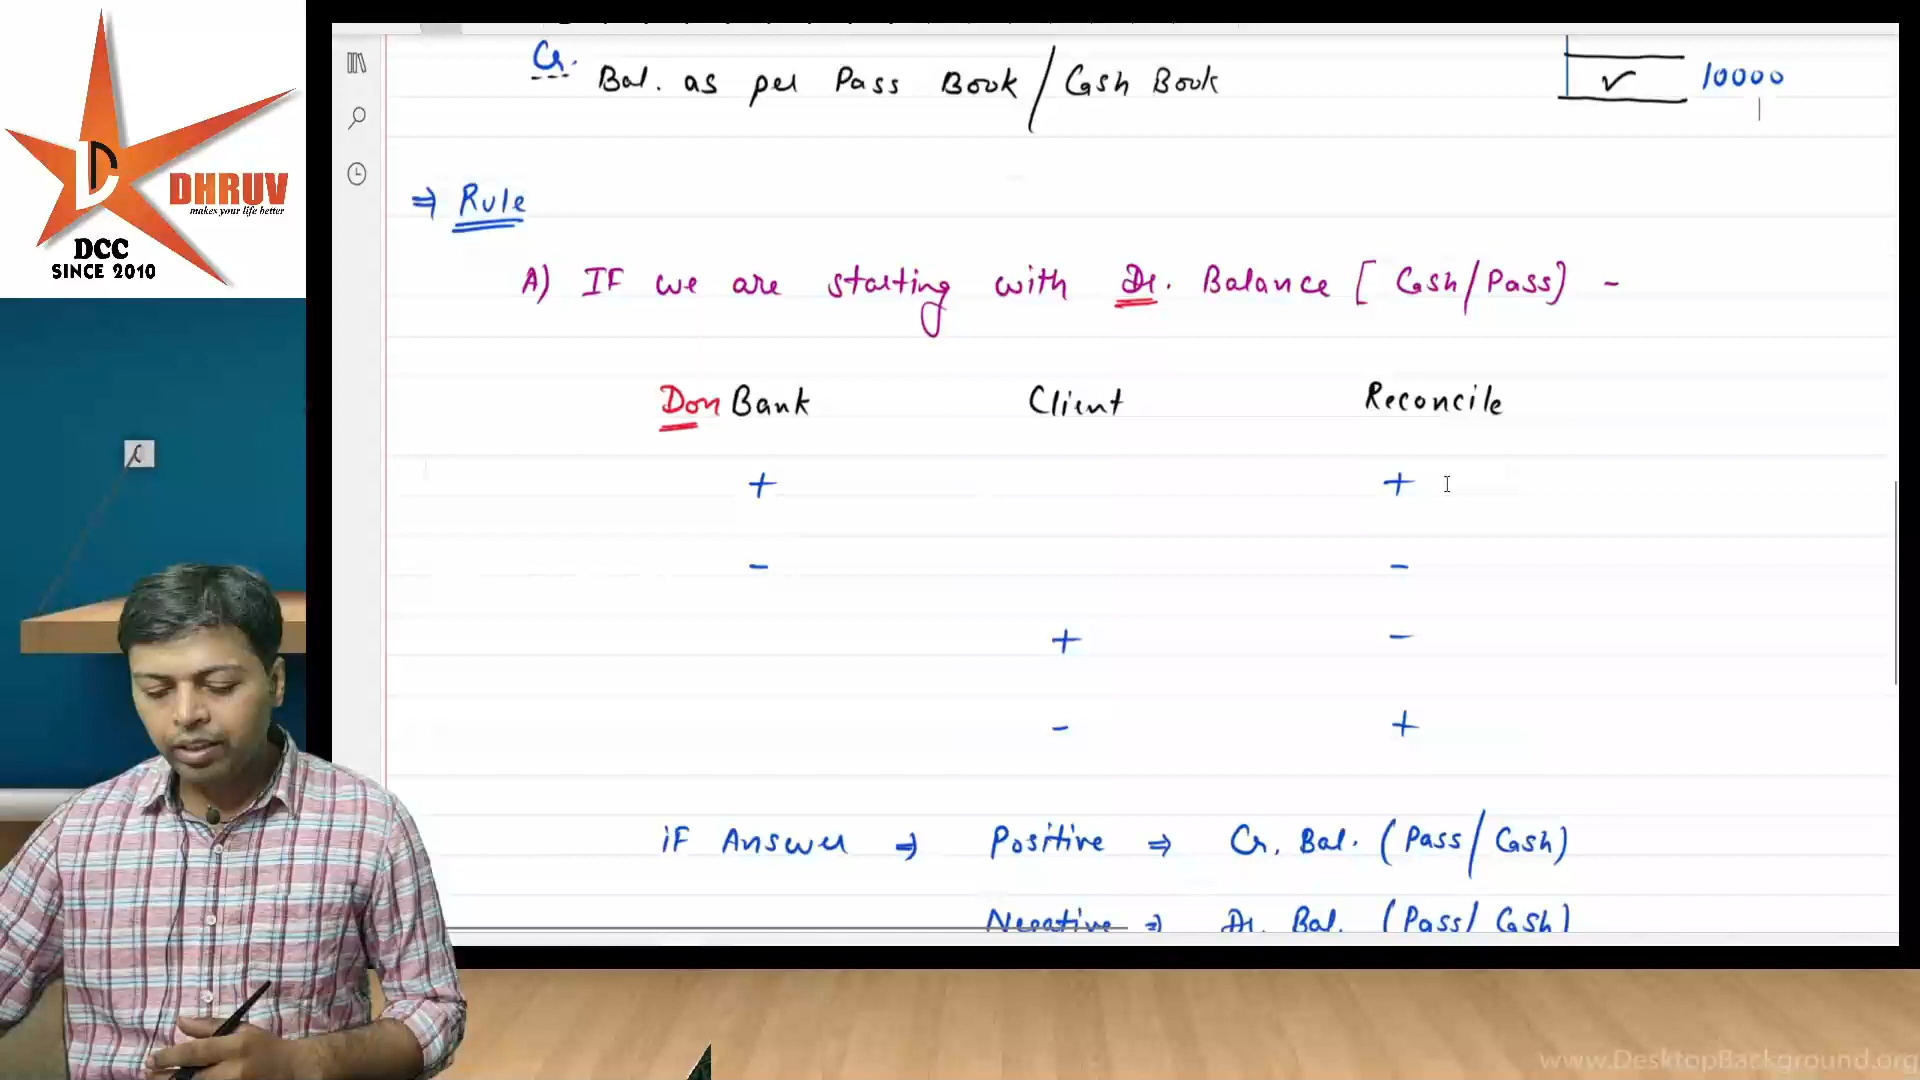 Cr.
Bal. as per Pass Book / Cash Book
✓ 10000
⇒ Rule
A) IF we are starting with Dr. Balance [Cash/Pass] -
Don Bank Client Reconcile
+ +
- -
+ -
- +
IF Answer ⇒ Positive ⇒ Cr. Bal. (Pass/Cash)
Negative ⇒ Dr. Bal. (Pass/Cash)
DHRUV
makes your life better
DCC
SINCE 2010
www.DesktopBackground.org